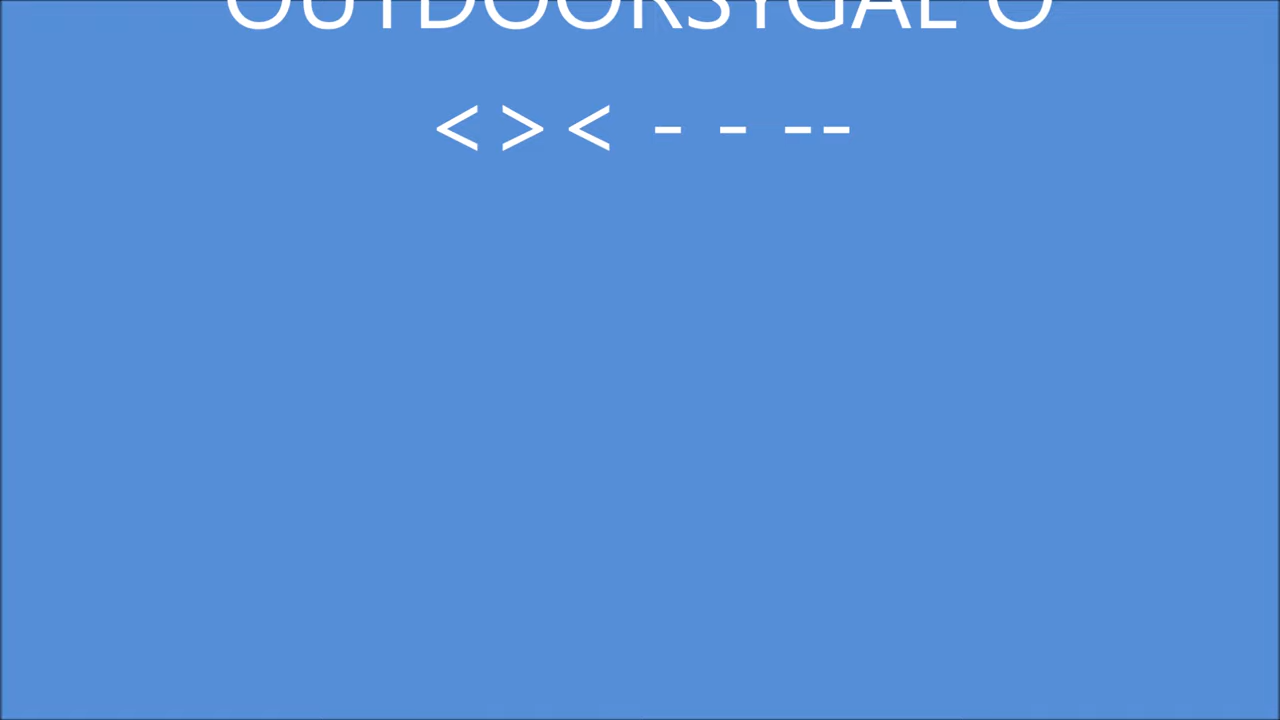 OUTDOORSYGAL O
< > < - - --